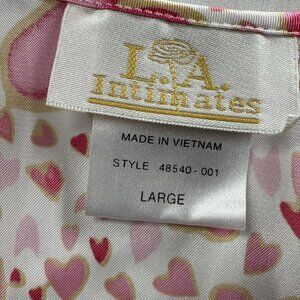 L.A.
Intimates
MADE IN VIETNAM
STYLE 48540-001
LARGE